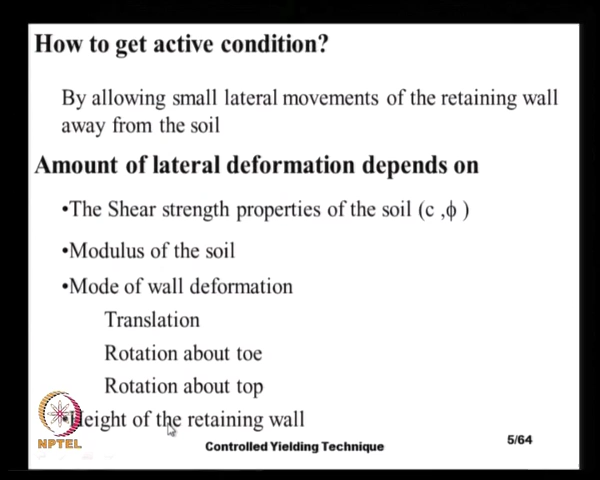 How to get active condition?
By allowing small lateral movements of the retaining wall
away from the soil
Amount of lateral deformation depends on
•The Shear strength properties of the soil (c ,ϕ )
•Modulus of the soil
•Mode of wall deformation
Translation
Rotation about toe
Rotation about top
•Height of the retaining wall
NPTEL
Controlled Yielding Technique
5/64